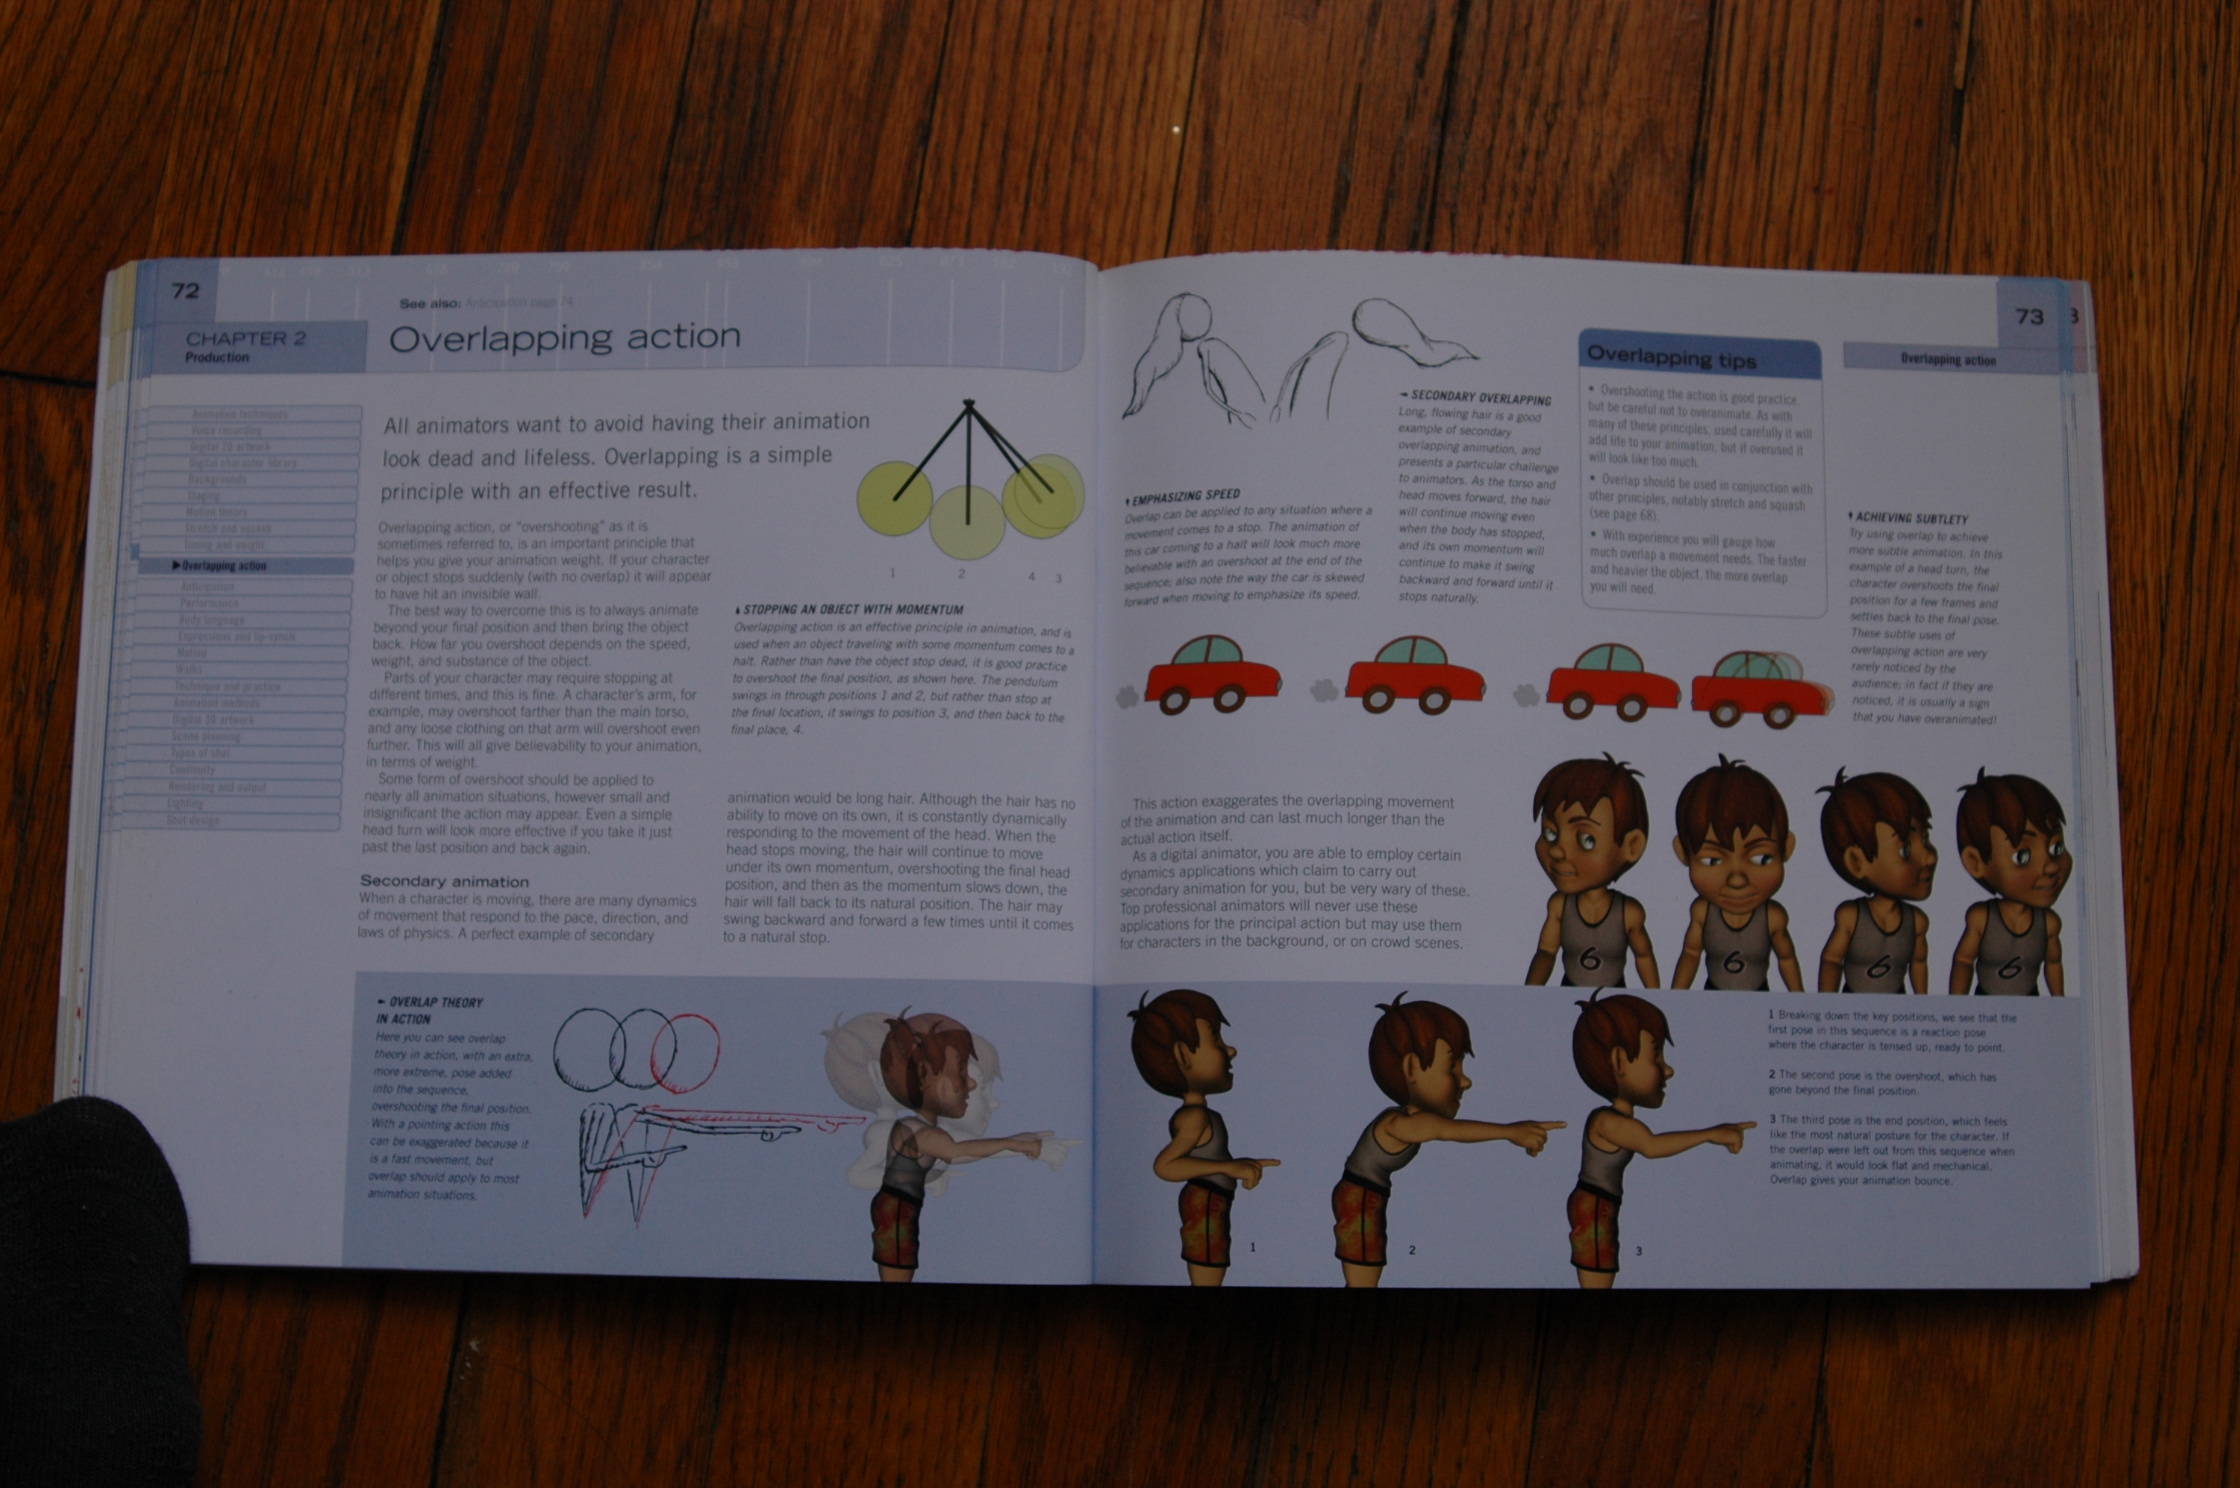 72
CHAPTER 2
Production
See also: Anticipation page 74
Overlapping action
▶Overlapping action
All animators want to avoid having their animation
look dead and lifeless. Overlapping is a simple
principle with an effective result.
Overlapping action, or "overshooting" as it is
sometimes referred to, is an important principle that
helps you give your animation weight. If your character
or object stops suddenly (with no overlap) it will appear
to have hit an invisible wall.
The best way to overcome this is to always animate
beyond your final position and then bring the object
back. How far you overshoot depends on the speed,
weight, and substance of the object.
Parts of your character may require stopping at
different times, and this is fine. A character's arm, for
example, may overshoot farther than the main torso,
and any loose clothing on that arm will overshoot even
further. This will all give believability to your animation,
in terms of weight.
Some form of overshoot should be applied to
nearly all animation situations, however small and
insignificant the action may appear. Even a simple
head turn will look more effective if you take it just
past the last position and back again.
Secondary animation
When a character is moving, there are many dynamics
of movement that respond to the pace, direction, and
laws of physics. A perfect example of secondary
1
2
4
3
STOPPING AN OBJECT WITH MOMENTUM
Overlapping action is an effective principle in animation, and is
used when an object traveling with some momentum comes to a
halt. Rather than have the object stop dead, it is good practice
to overshoot the final position, as shown here. The pendulum
swings in through positions 1 and 2, but rather than stop at
the final location, it swings to position 3, and then back to the
final place, 4.
animation would be long hair. Although the hair has no
ability to move on its own, it is constantly dynamically
responding to the movement of the head. When the
head stops moving, the hair will continue to move
under its own momentum, overshooting the final head
position, and then as the momentum slows down, the
hair will fall back to its natural position. The hair may
swing backward and forward a few times until it comes
to a natural stop.
OVERLAP THEORY
IN ACTION
Here you can see overlap
theory in action, with an extra,
more extreme, pose added
into the sequence,
overshooting the final position.
With a pointing action this
can be exaggerated because it
is a fast movement, but
overlap should apply to most
animation situations.
Overlapping action
73
EMPHASIZING SPEED
Overlap can be applied to any situation where a
movement comes to a stop. The animation of
this car coming to a halt will look much more
believable with an overshoot at the end of the
sequence; also note the way the car is skewed
forward when moving to emphasize its speed.
SECONDARY OVERLAPPING
Long, flowing hair is a good
example of secondary
overlapping animation, and
presents a particular challenge
to animators. As the torso and
head moves forward, the hair
will continue moving even
when the body has stopped,
and its own momentum will
continue to make it swing
backward and forward until it
stops naturally.
Overlapping tips
• Overshooting the action is good practice,
but be careful not to overanimate. As with
many of these principles, used carefully it will
add life to your animation, but if overused it
will look like too much.
• Overlap should be used in conjunction with
other principles, notably stretch and squash
(see page 68).
• With experience you will gauge how
much overlap a movement needs. The faster
and heavier the object, the more overlap
you will need.
ACHIEVING SUBTLETY
Try using overlap to achieve
more subtle animation. In this
example of a head turn, the
character overshoots the final
position for a few frames and
settles back to the final pose.
These subtle uses of
overlapping action are very
rarely noticed by the
audience; in fact if they are
noticed, it is usually a sign
that you have overanimated!
6
6
6
6
This action exaggerates the overlapping movement
of the animation and can last much longer than the
actual action itself.
As a digital animator, you are able to employ certain
dynamics applications which claim to carry out
secondary animation for you, but be very wary of these.
Top professional animators will never use these
applications for the principal action but may use them
for characters in the background, or on crowd scenes.
1
2
3
1 Breaking down the key positions, we see that the
first pose in this sequence is a reaction pose
where the character is tensed up, ready to point.
2 The second pose is the overshoot, which has
gone beyond the final position.
3 The third pose is the end position, which feels
like the most natural posture for the character. If
the overlap were left out from this sequence when
animating, it would look flat and mechanical.
Overlap gives your animation bounce.